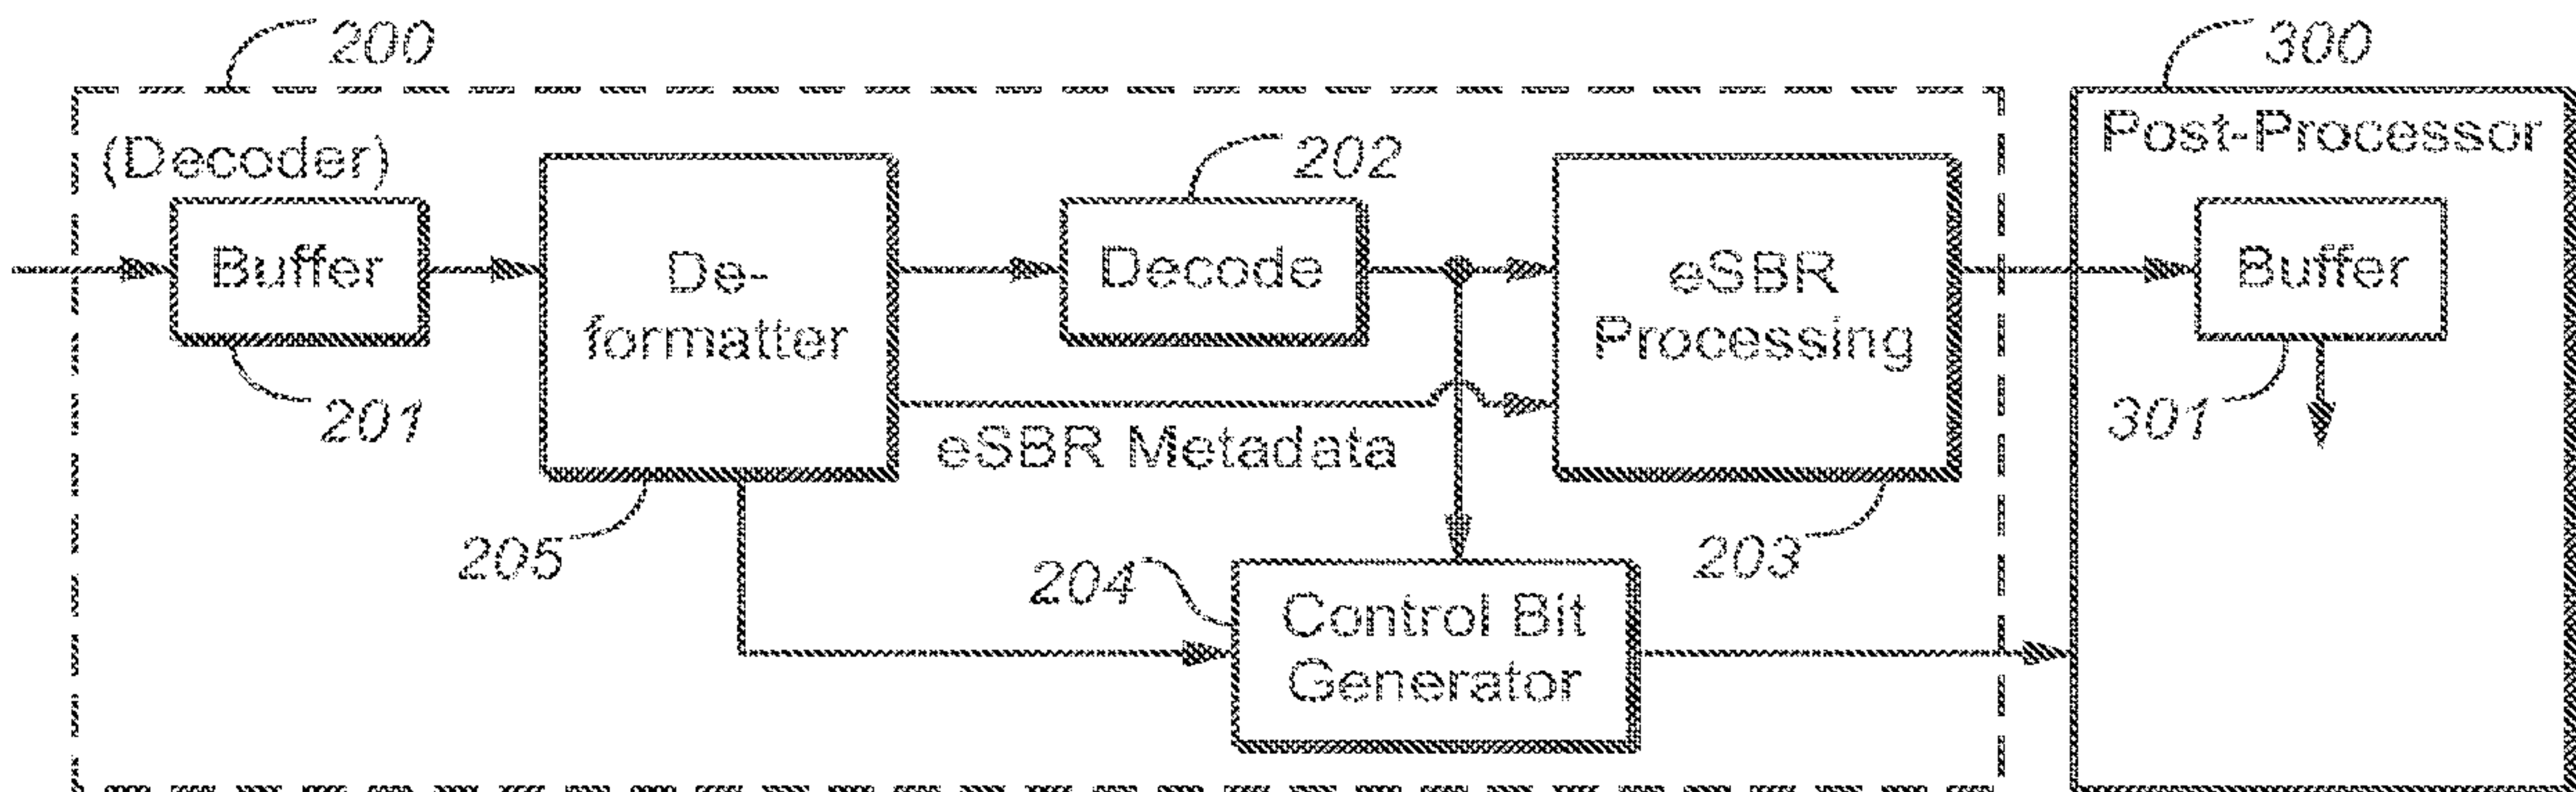 200
300
(Decoder)
Post-Processor
202
Buffer
De-
formatter
Decode
eSBR
Processing
Buffer
201
eSBR Metadata
301
205
204
203
Control Bit
Generator